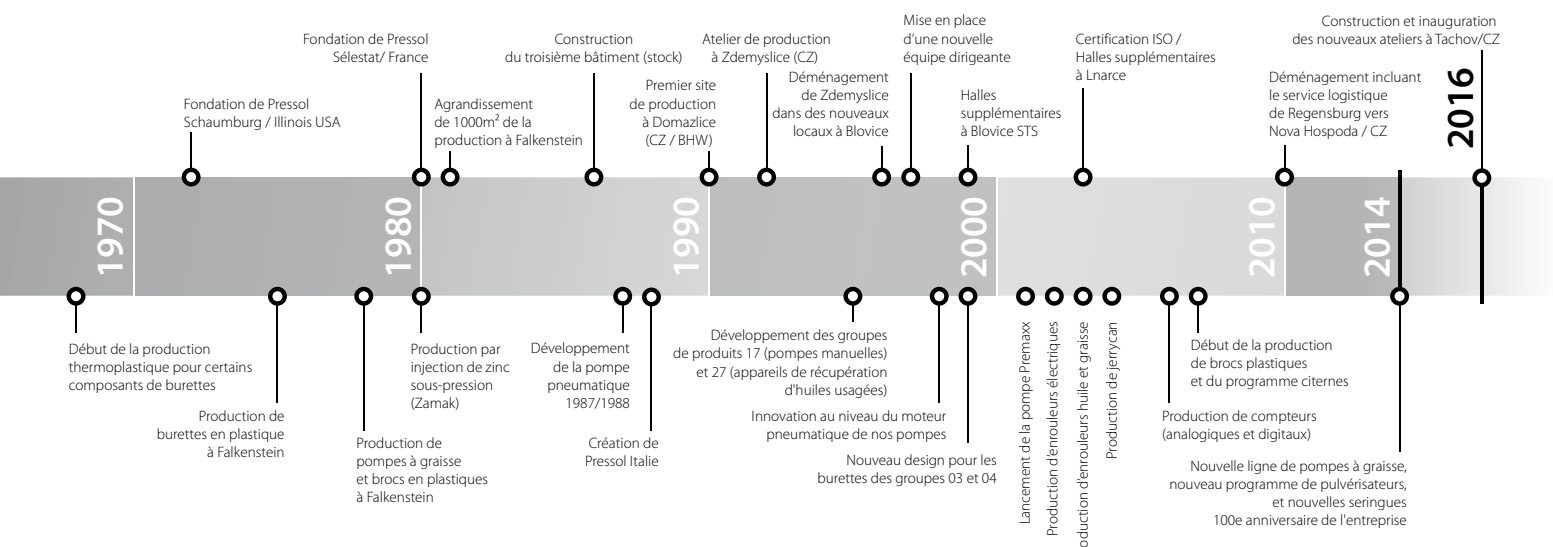 Fondation de Pressol
Schaumburg / Illinois USA
Fondation de Pressol
Sélestat/ France
Agrandissement
de 1000m² de la
production à Falkenstein
Construction
du troisième bâtiment (stock)
Premier site
de production
à Domazlice
(CZ / BHW)
Atelier de production
à Zdemyslice (CZ)
Déménagement
de Zdemyslice
dans des nouveaux
locaux à Blovice
Mise en place
d’une nouvelle
équipe dirigeante
Halles
supplémentaires
à Blovice STS
Certification ISO /
Halles supplémentaires
à Lnarce
Déménagement incluant
le service logistique
de Regensburg vers
Nova Hospoda / CZ
Construction et inauguration
des nouveaux ateliers à Tachov/CZ
2016
1970
1980
1990
2000
2010
2014
Début de la production
thermoplastique pour certains
composants de burettes
Production de
burettes en plastique
à Falkenstein
Production de
pompes à graisse
et brocs en plastiques
à Falkenstein
Production par
injection de zinc
sous-pression
(Zamak)
Développement
de la pompe
pneumatique
1987/1988
Création de
Pressol Italie
Développement des groupes
de produits 17 (pompes manuelles)
et 27 (appareils de récupération
d'huiles usagées)
Innovation au niveau du moteur
pneumatique de nos pompes
Nouveau design pour les
burettes des groupes 03 et 04
Lancement de la pompe Premaxx
Production d’enrouleurs électriques
oduction d’enrouleurs huile et graisse
Production de jerrycan
Production de compteurs
(analogiques et digitaux)
Début de la production
de brocs plastiques
et du programme citernes
Nouvelle ligne de pompes à graisse,
nouveau programme de pulvérisateurs,
et nouvelles seringues
100e anniversaire de l'entreprise